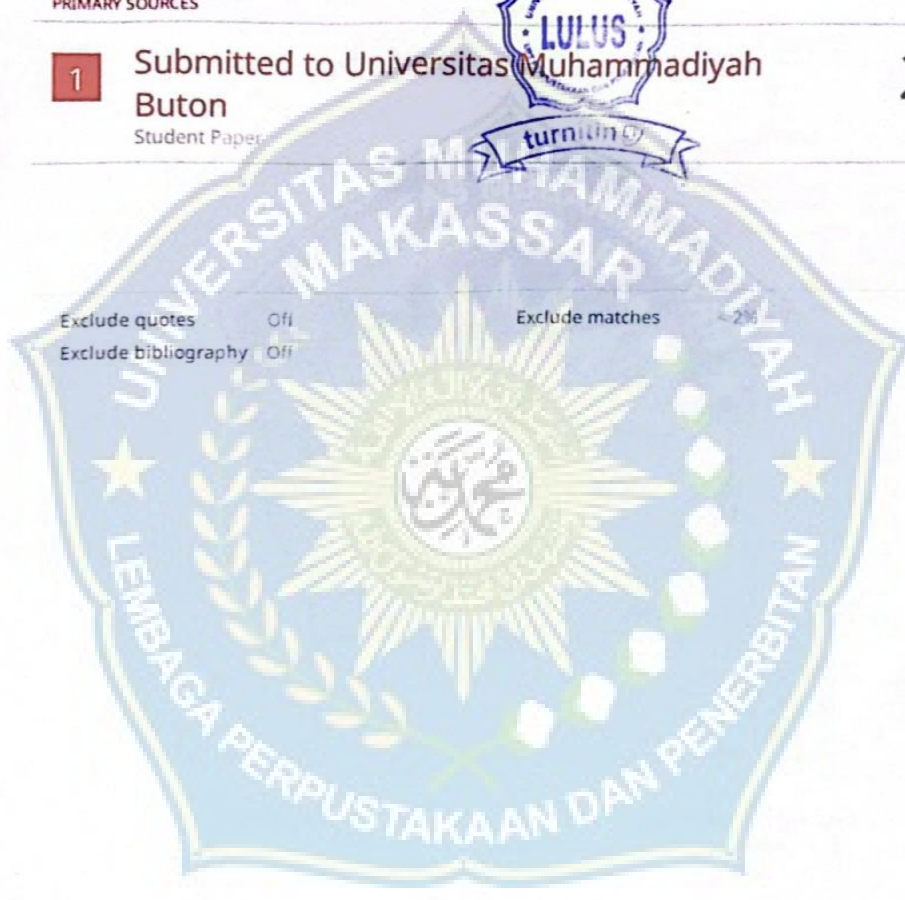 PRIMARY SOURCES
LULUS
1
Submitted to Universitas Muhammadiyah
Buton
Student Paper
turnitin
UNIVERSITAS MUHAMMADIYAH
MAKASSAR
Exclude quotes Off
Exclude matches < 2%
Exclude bibliography Off
LEMBAGA PERPUSTAKAAN DAN PENERBITAN